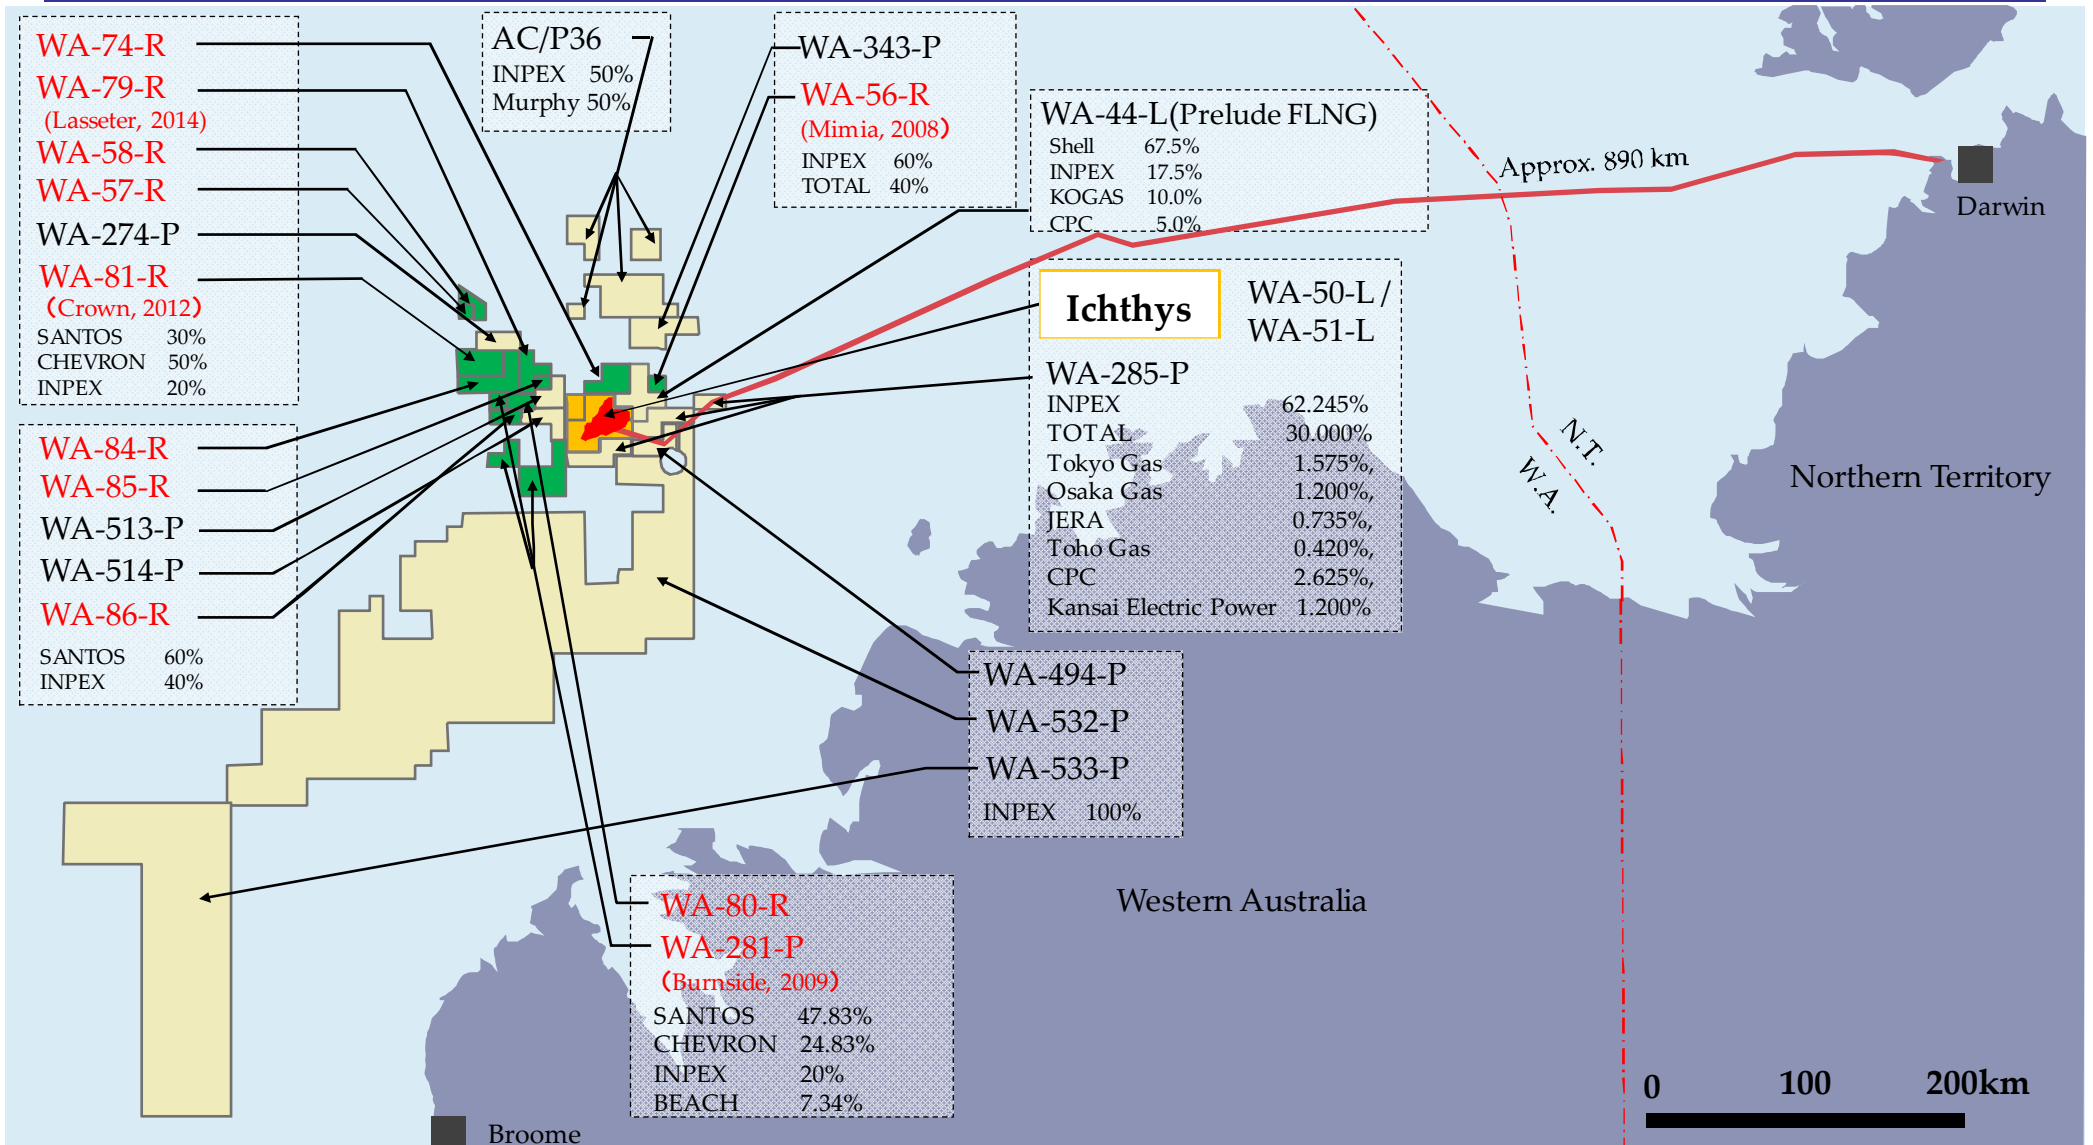 WA-74-R
WA-79-R
(Lasseter, 2014)
WA-58-R
WA-57-R
WA-274-P
WA-81-R
(Crown, 2012)
SANTOS 30%
CHEVRON 50%
INPEX 20%
WA-84-R
WA-85-R
WA-513-P
WA-514-P
WA-86-R
SANTOS 60%
INPEX 40%
AC/P36
INPEX 50%
Murphy 50%
WA-343-P
WA-56-R
(Mimia, 2008)
INPEX 60%
TOTAL 40%
WA-44-L(Prelude FLNG)
Shell 67.5%
INPEX 17.5%
KOGAS 10.0%
CPC 5.0%
Approx. 890 km
Darwin
Ichthys
WA-50-L /
WA-51-L
WA-285-P
INPEX 62.245%
TOTAL 30.000%
Tokyo Gas 1.575%,
Osaka Gas 1.200%,
JERA 0.735%,
Toho Gas 0.420%,
CPC 2.625%,
Kansai Electric Power 1.200%
N.T.
W.A.
Northern Territory
WA-494-P
WA-532-P
WA-533-P
INPEX 100%
WA-80-R
WA-281-P
(Burnside, 2009)
SANTOS 47.83%
CHEVRON 24.83%
INPEX 20%
BEACH 7.34%
Western Australia
Broome
0 100 200km